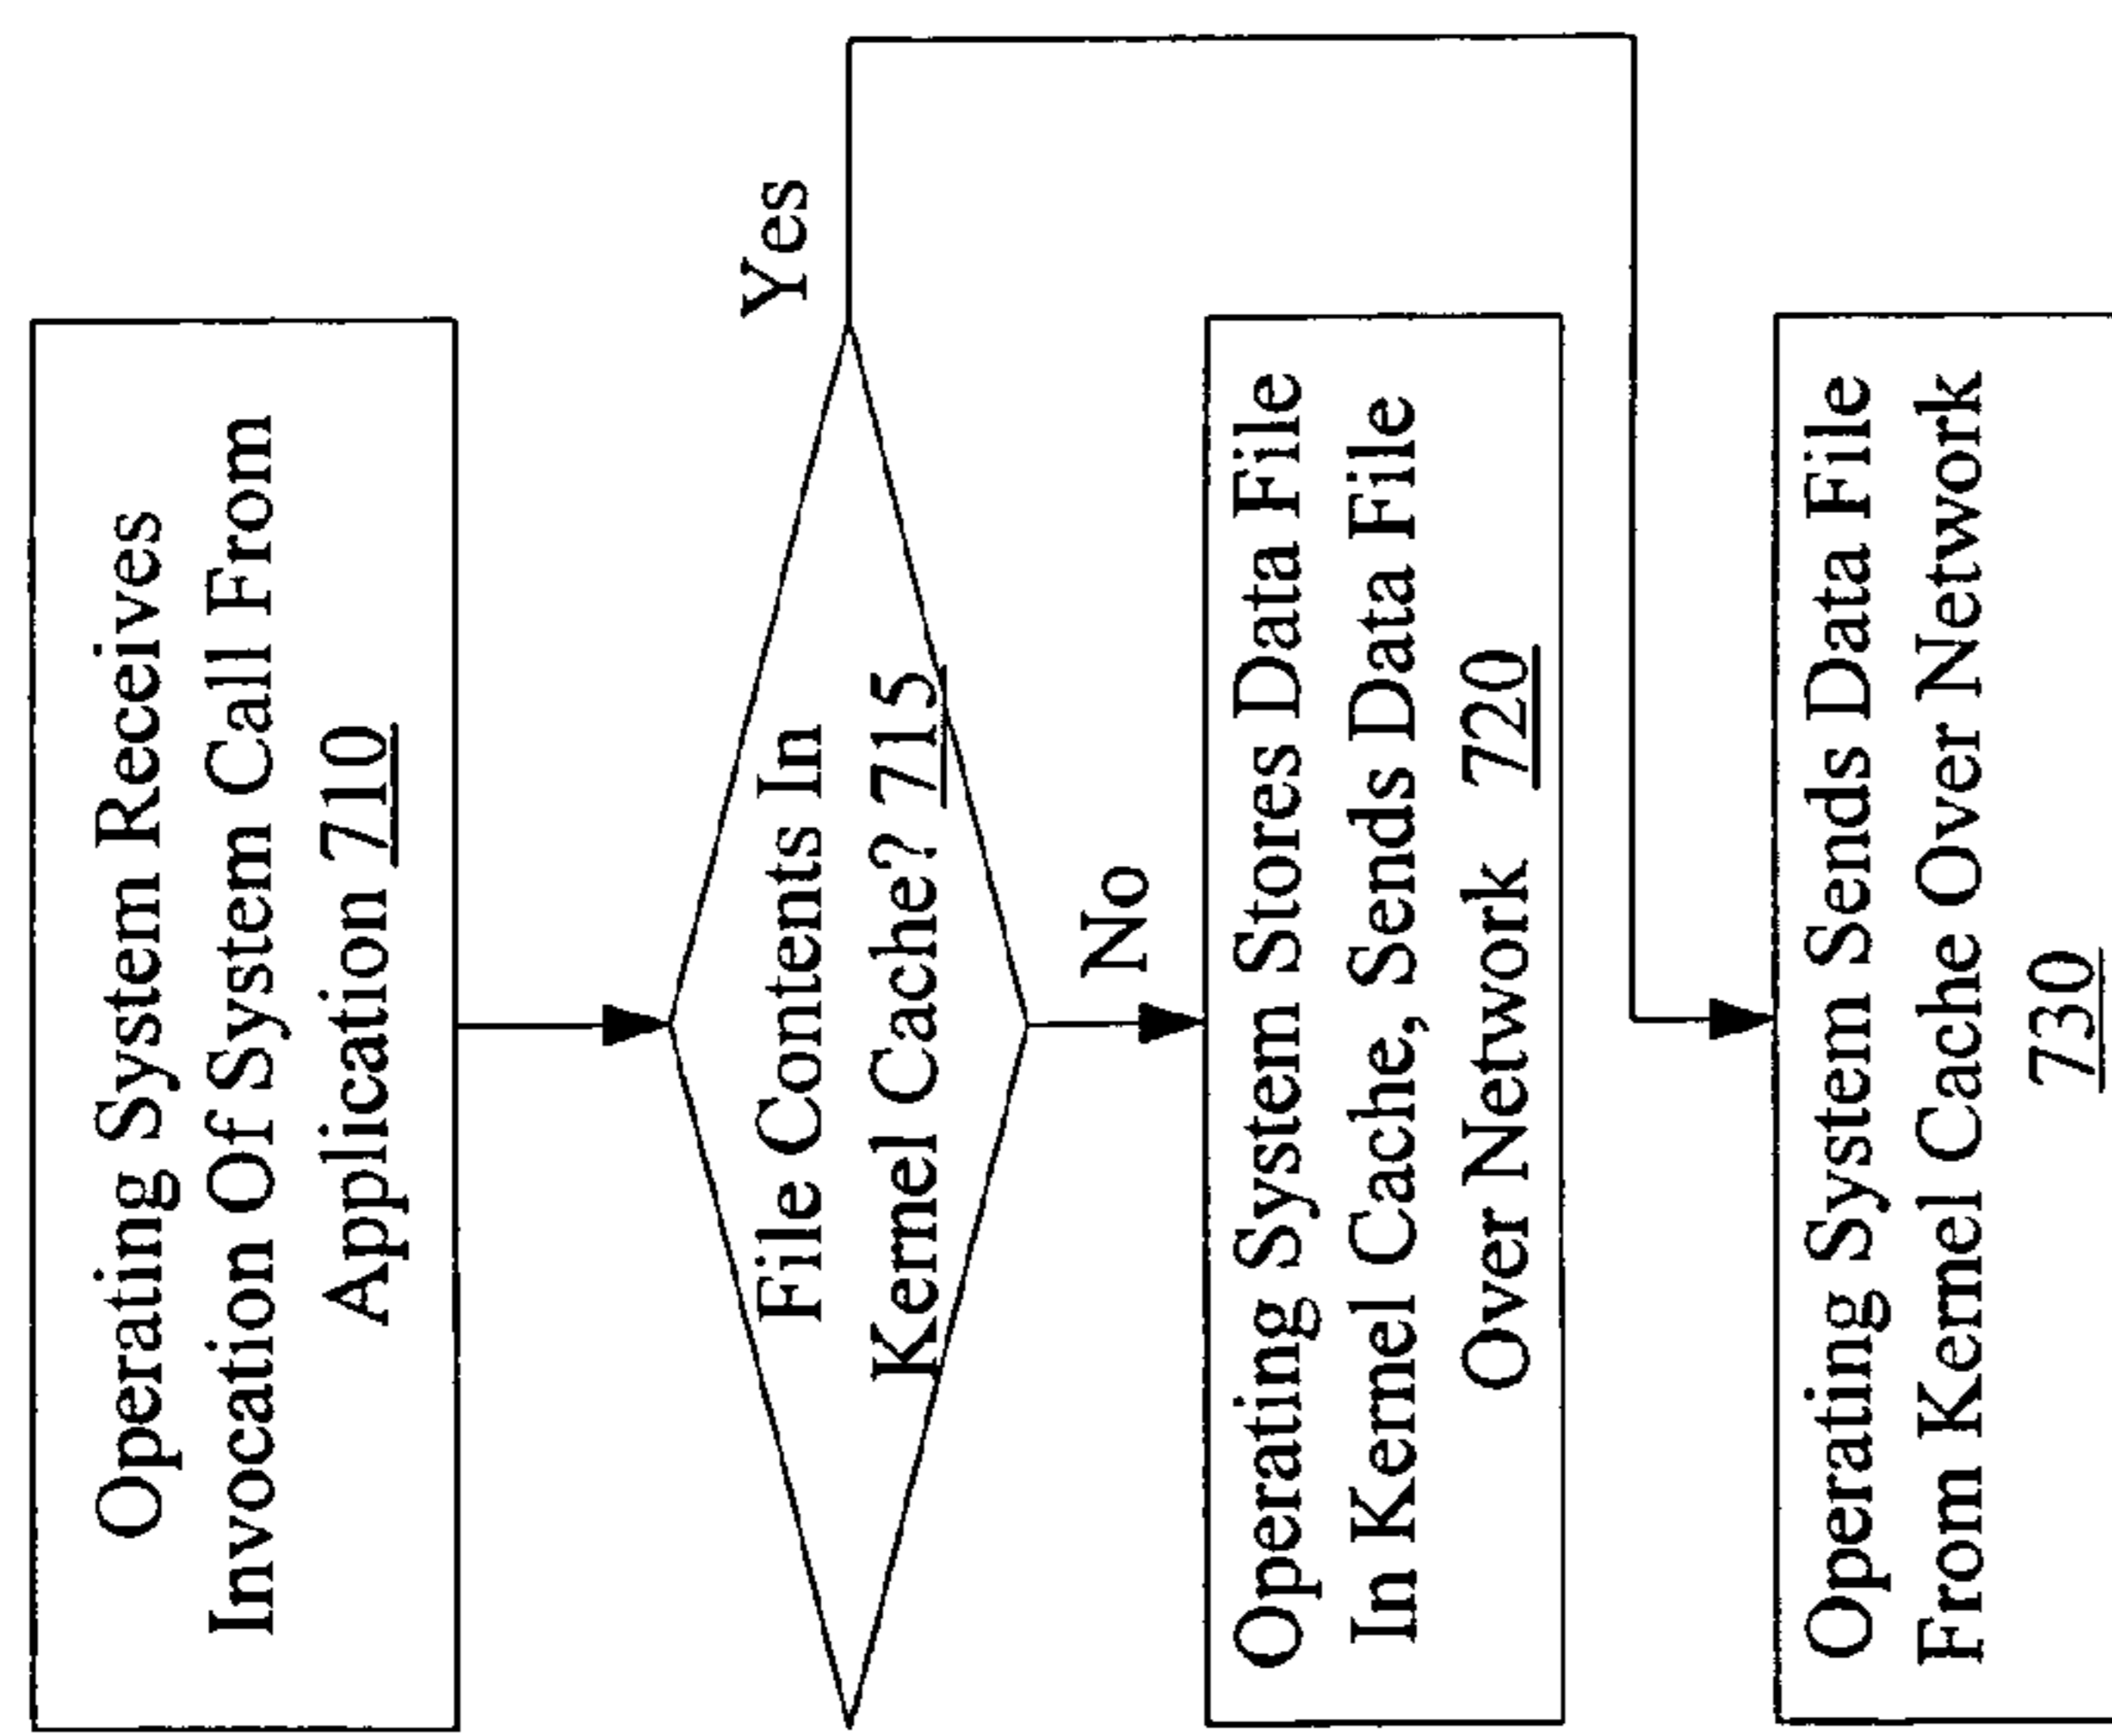 Operating System Receives
Invocation Of System Call From
Application 710
File Contents In
Kernel Cache? 715
Yes
No
Operating System Stores Data File
In Kernel Cache, Sends Data File
Over Network 720
Operating System Sends Data File
From Kernel Cache Over Network
730